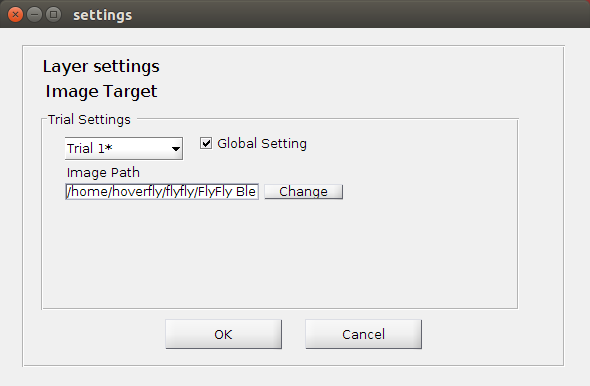 settings
Layer settings
Image Target
Trial Settings
Trial 1*
Global Setting
Image Path
/home/hoverfly/flyfly/FlyFly Ble
Change
OK
Cancel